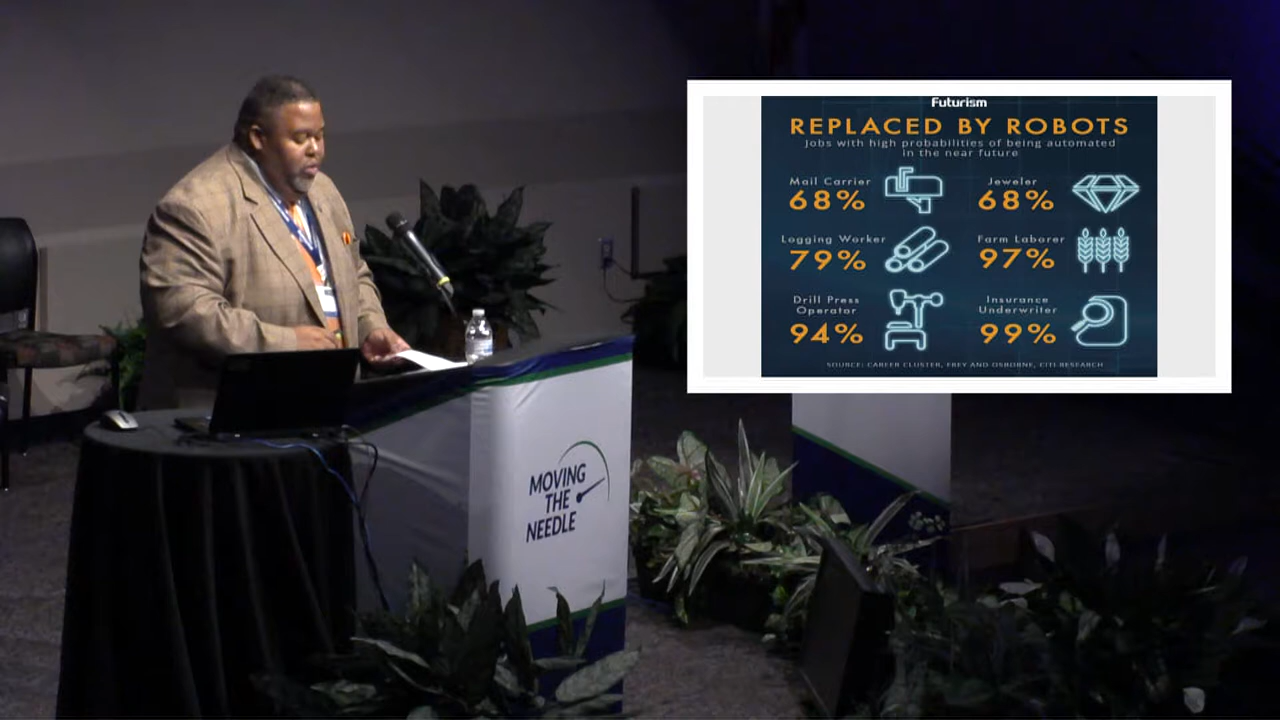 Futurism
REPLACED BY ROBOTS
Jobs with high probabilities of being automated
in the near future
Mail Carrier
68%
Jeweler
68%
Logging Worker
79%
Farm Laborer
97%
Drill Press
Operator
94%
Insurance
Underwriter
99%
SOURCE: CAREER CLUSTER, FREY AND OSBORNE, CITI RESEARCH
MOVING
THE
NEEDLE